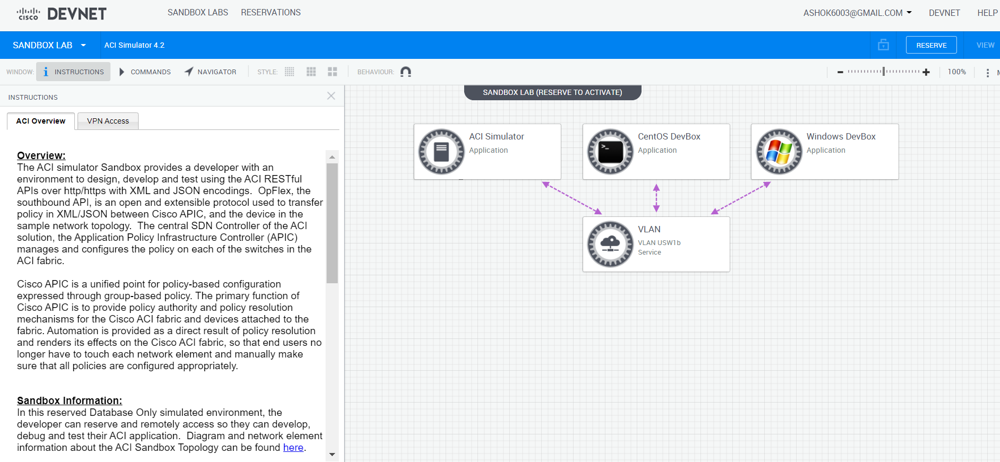 CISCO DEVNET
SANDBOX LABS
RESERVATIONS
ASHOK6003@GMAIL.COM
DEVNET
HELP
SANDBOX LAB
ACI Simulator 4.2
RESERVE
VIEW
WINDOW:
INSTRUCTIONS
COMMANDS
NAVIGATOR
STYLE:
BEHAVIOUR:
100%
INSTRUCTIONS
ACI Overview
VPN Access
Overview:
The ACI simulator Sandbox provides a developer with an
environment to design, develop and test using the ACI RESTful
APIs over http/https with XML and JSON encodings. OpFlex, the
southbound API, is an open and extensible protocol used to transfer
policy in XML/JSON between Cisco APIC, and the device in the
sample network topology. The central SDN Controller of the ACI
solution, the Application Policy Infrastructure Controller (APIC)
manages and configures the policy on each of the switches in the
ACI fabric.
Cisco APIC is a unified point for policy-based configuration
expressed through group-based policy. The primary function of
Cisco APIC is to provide policy authority and policy resolution
mechanisms for the Cisco ACI fabric and devices attached to the
fabric. Automation is provided as a direct result of policy resolution
and renders its effects on the Cisco ACI fabric, so that end users no
longer have to touch each network element and manually make
sure that all policies are configured appropriately.
Sandbox Information:
In this reserved Database Only simulated environment, the
developer can reserve and remotely access so they can develop,
debug and test their ACI application. Diagram and network element
information about the ACI Sandbox Topology can be found here.
SANDBOX LAB (RESERVE TO ACTIVATE)
ACI Simulator
Application
CentOS DevBox
Application
Windows DevBox
Application
VLAN
VLAN USW1b
Service